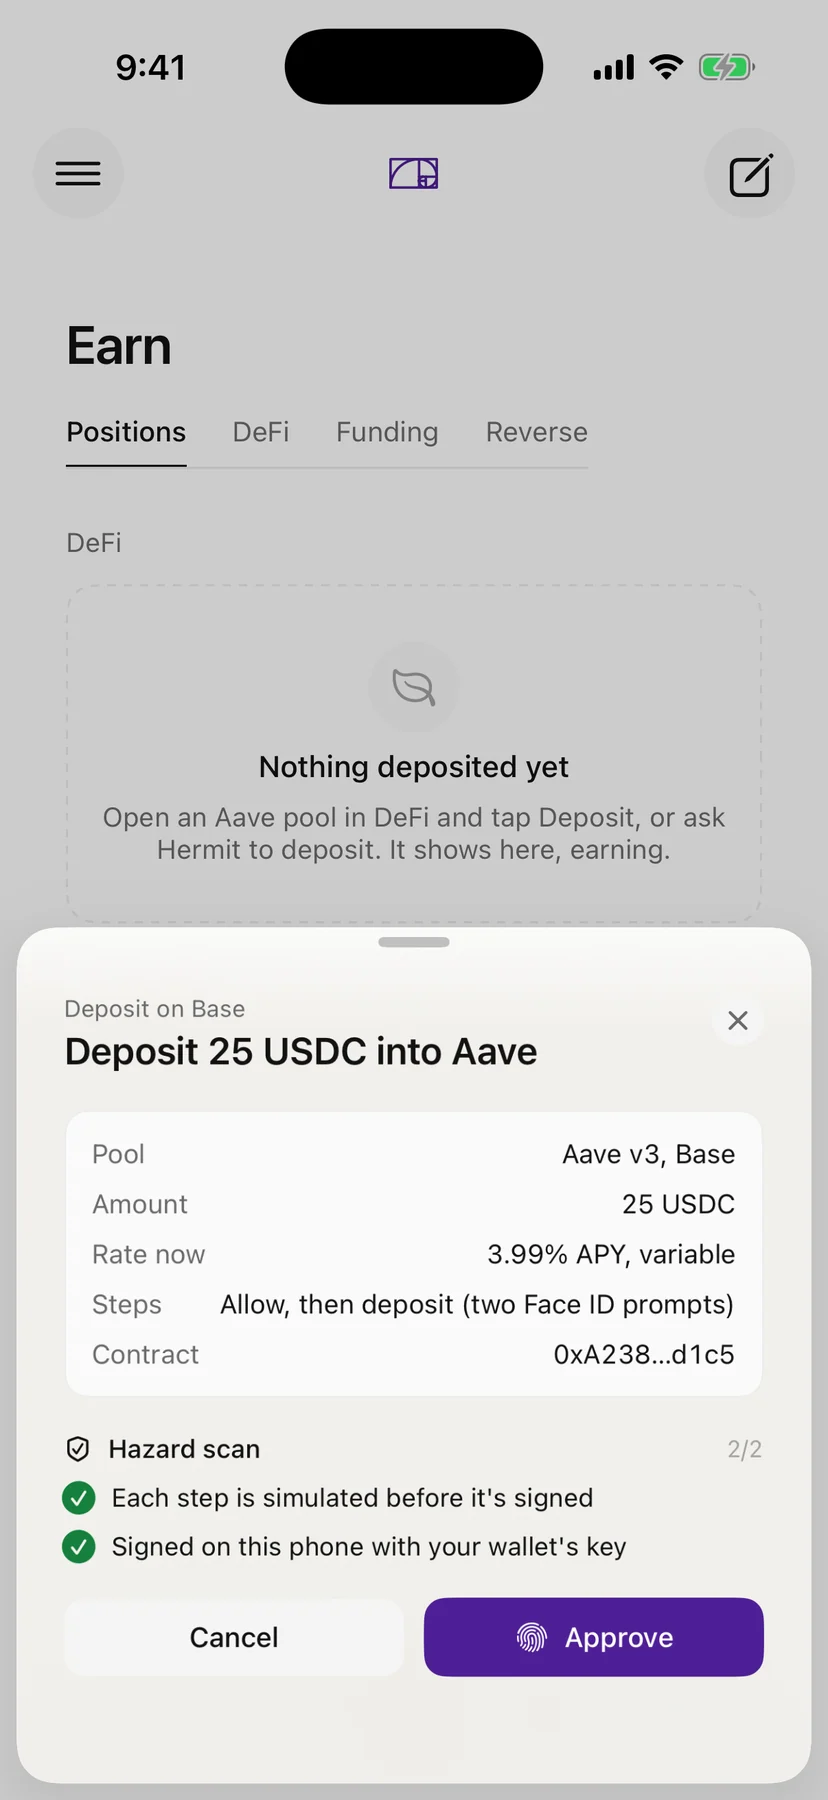 9:41
Earn
Positions DeFi Funding Reverse
DeFi
Nothing deposited yet
Open an Aave pool in DeFi and tap Deposit, or ask
Hermit to deposit. It shows here, earning.
Deposit on Base
Deposit 25 USDC into Aave
Pool Aave v3, Base
Amount 25 USDC
Rate now 3.99% APY, variable
Steps Allow, then deposit (two Face ID prompts)
Contract 0xA238...d1c5
Hazard scan 2/2
Each step is simulated before it's signed
Signed on this phone with your wallet's key
Cancel Approve